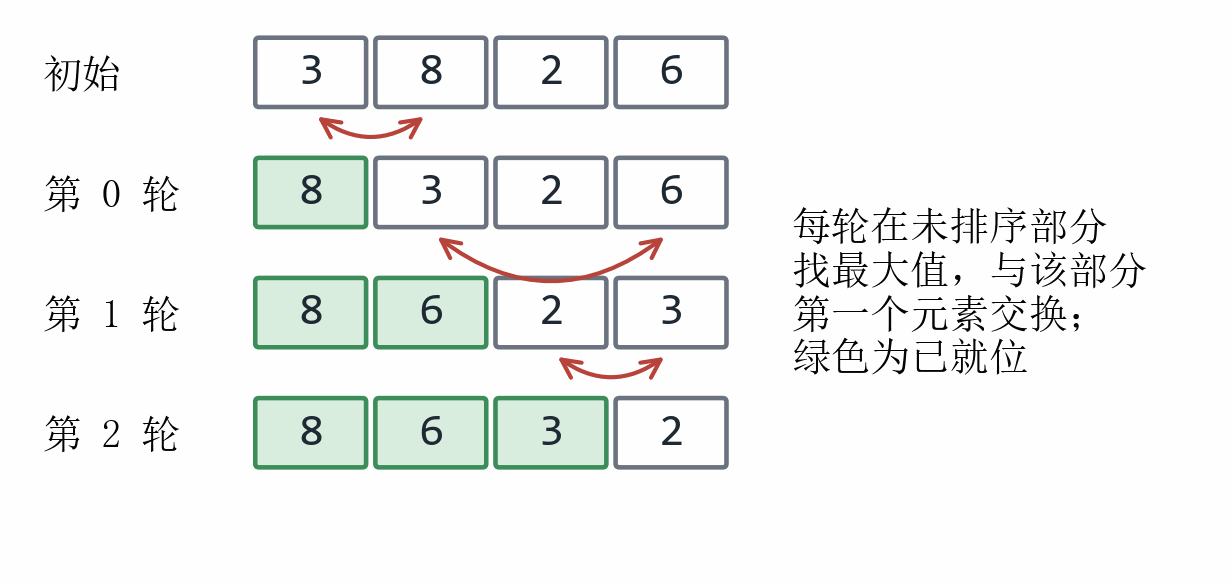 初始 3 8 2 6
第 0 轮 8 3 2 6
第 1 轮 8 6 2 3
第 2 轮 8 6 3 2
每轮在未排序部分
找最大值，与该部分
第一个元素交换；
绿色为已就位